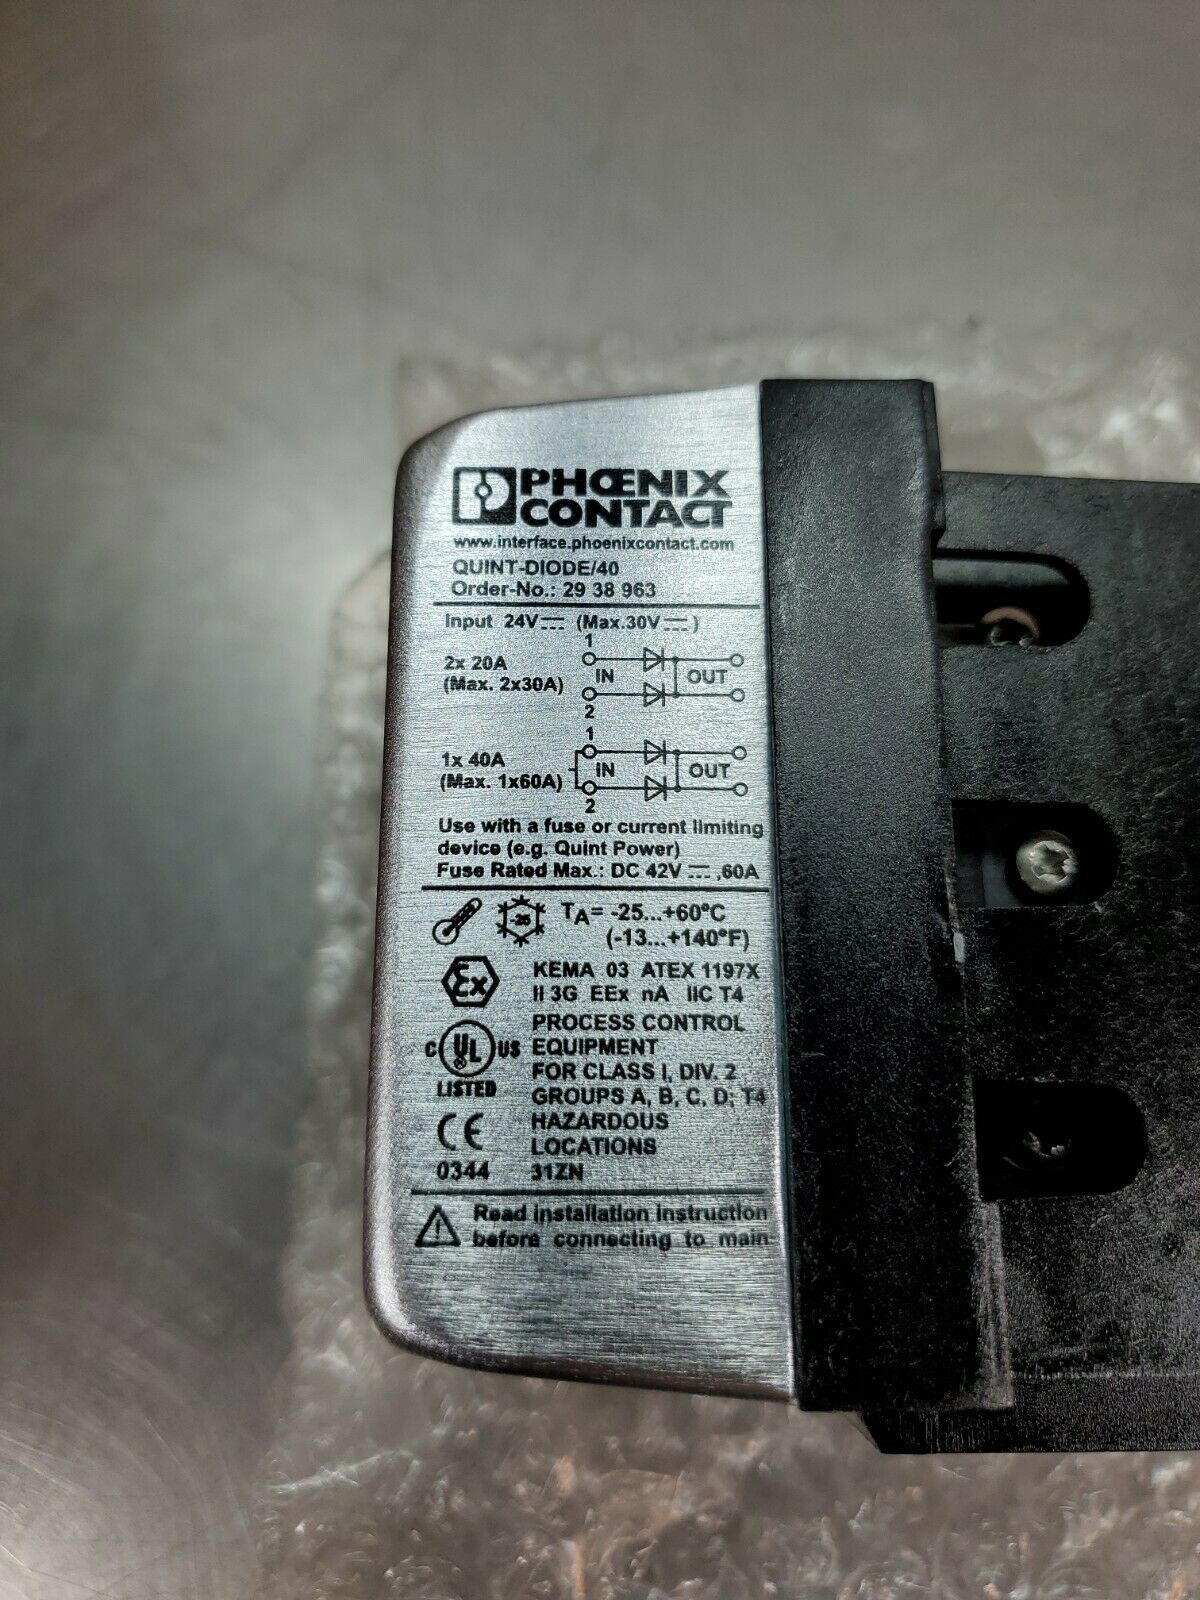 PHŒNIX
CONTACT
www.interface.phoenixcontact.com
QUINT-DIODE/40
Order-No.: 29 38 963
Input 24V⎓ (Max.30V⎓)
1
2x 20A
(Max. 2x30A)
IN OUT
2
1
1x 40A
(Max. 1x60A)
IN OUT
2
Use with a fuse or current limiting
device (e.g. Quint Power)
Fuse Rated Max.: DC 42V⎓,60A
25 TA= -25...+60°C
(-13...+140°F)
Ex KEMA 03 ATEX 1197X
II 3G EEx nA IIC T4
C UL US
LISTED
PROCESS CONTROL
EQUIPMENT
FOR CLASS I, DIV. 2
GROUPS A, B, C, D; T4
HAZARDOUS
LOCATIONS
31ZN
CE
0344
Read installation instruction
before connecting to main